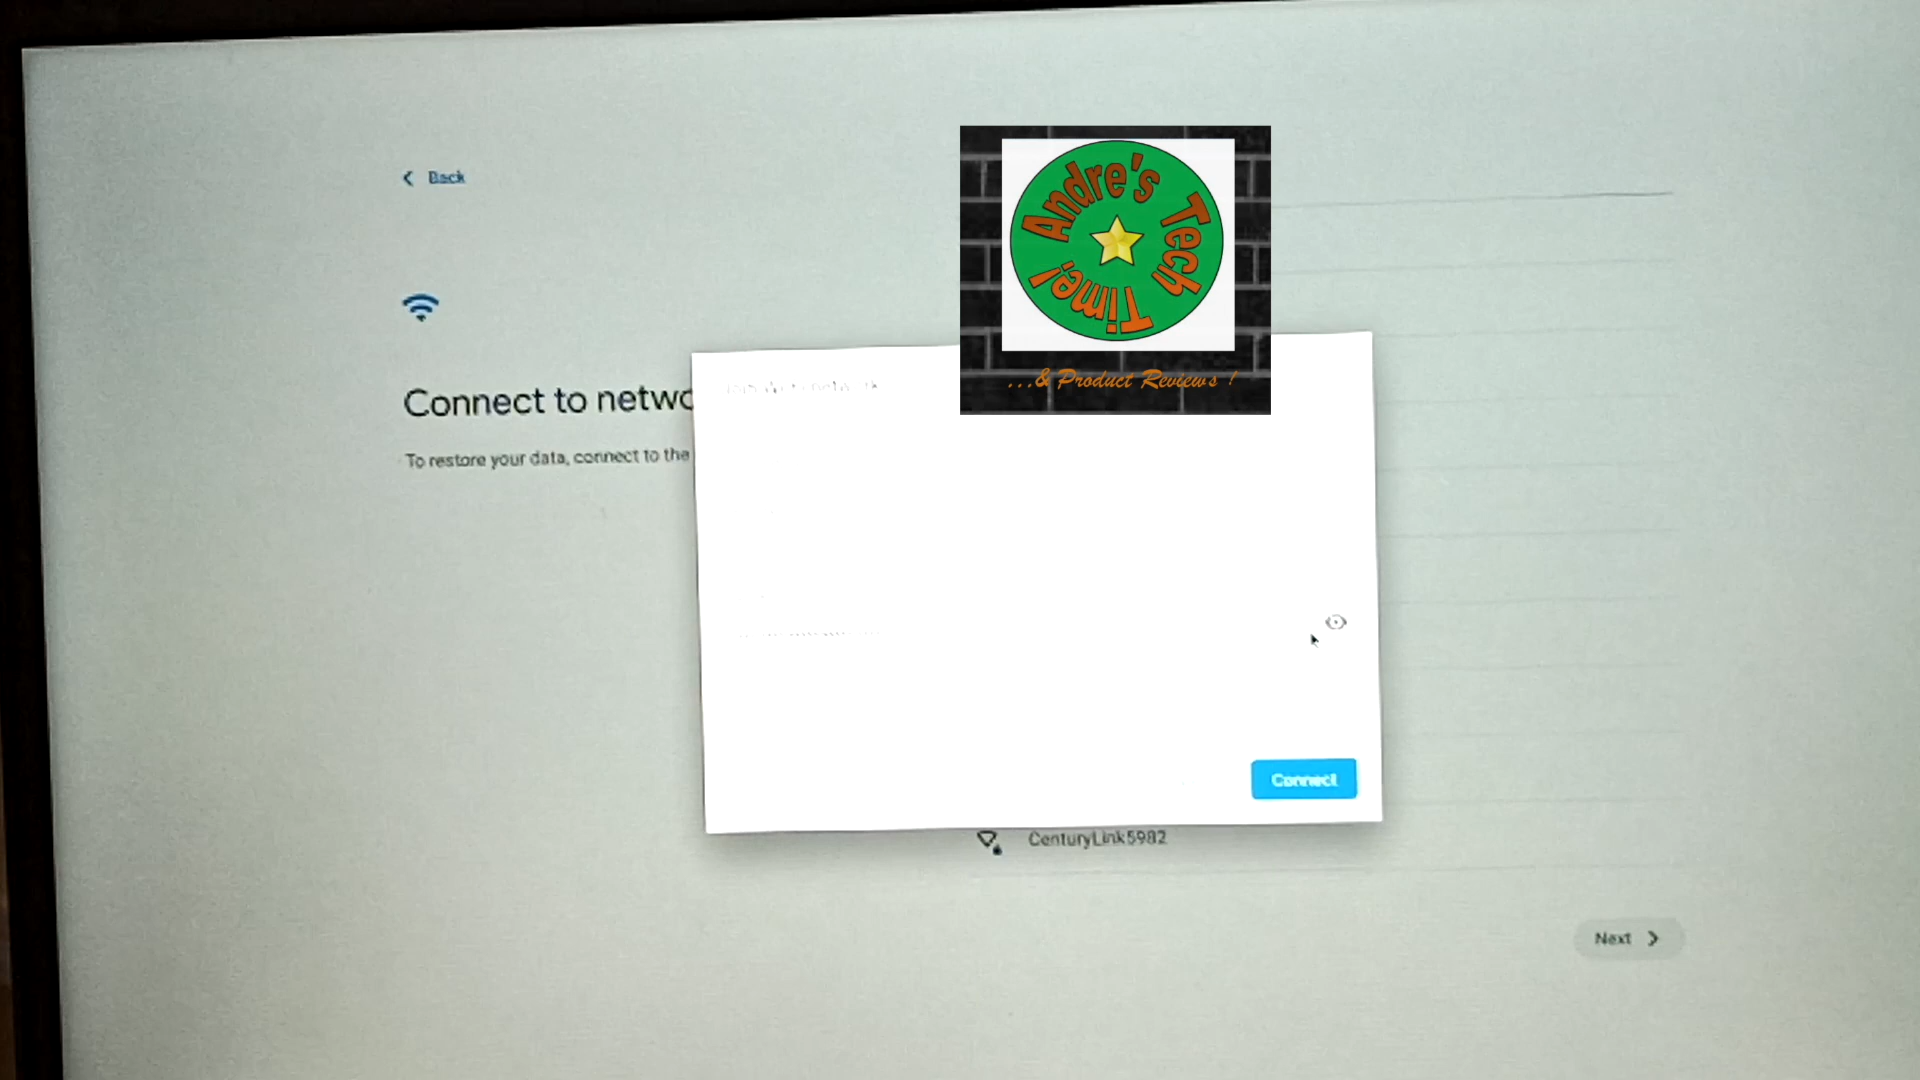 Back
Andre's Tech Time!
...& Product Reviews !
Connect to netwo
To restore your data, connect to the
Connect
CenturyLink5982
Next